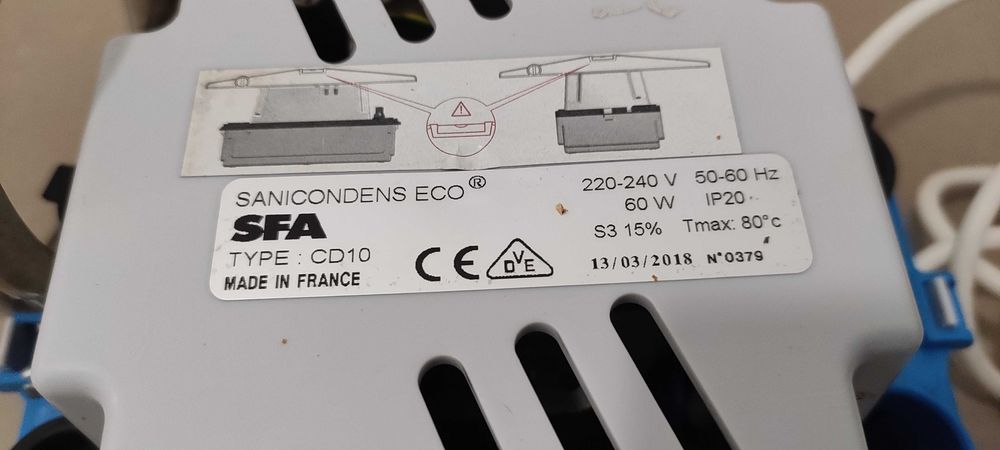 SANICONDENS ECO®
SFA
TYPE : CD10
MADE IN FRANCE
CE
DVE
220-240 V 50-60 Hz
60 W IP20
S3 15% Tmax: 80°c
13/03/2018 N°0379